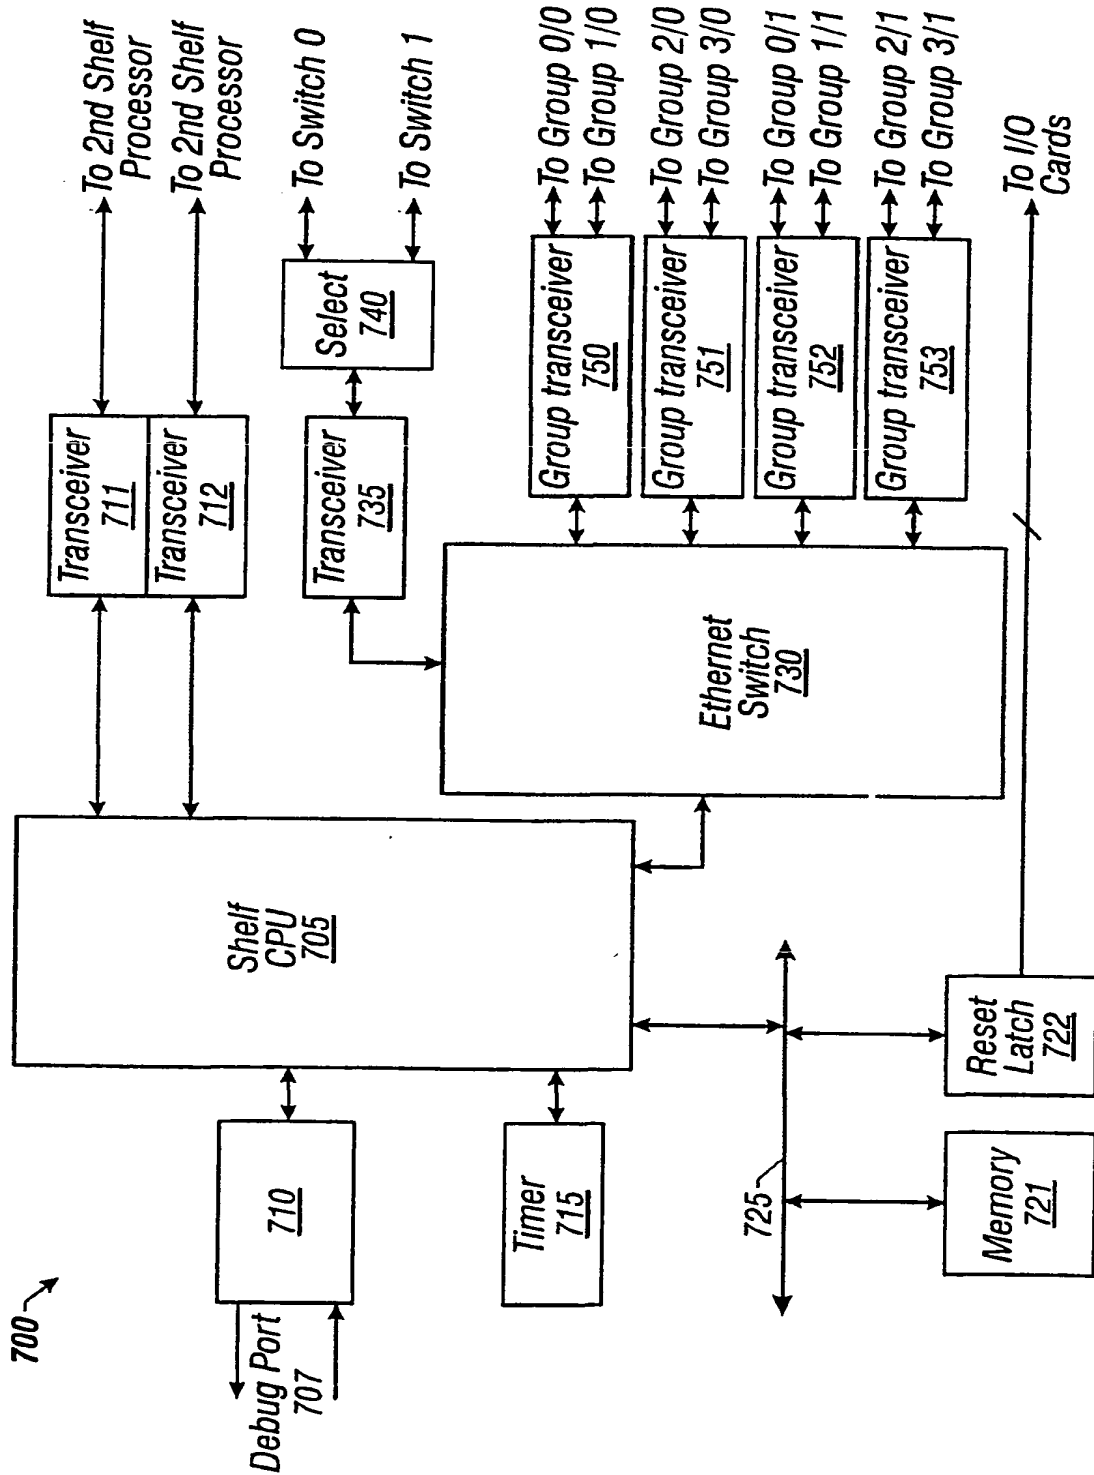 700
Debug Port
707
710
Timer
715
Shelf
CPU
705
725
Memory
721
Reset
Latch
722
Transceiver
711
Transceiver
712
To 2nd Shelf
Processor
To 2nd Shelf
Processor
Transceiver
735
Select
740
To Switch 0
To Switch 1
Ethernet
Switch
730
Group transceiver
750
Group transceiver
751
Group transceiver
752
Group transceiver
753
To Group 0/0
To Group 1/0
To Group 2/0
To Group 3/0
To Group 0/1
To Group 1/1
To Group 2/1
To Group 3/1
To I/O
Cards